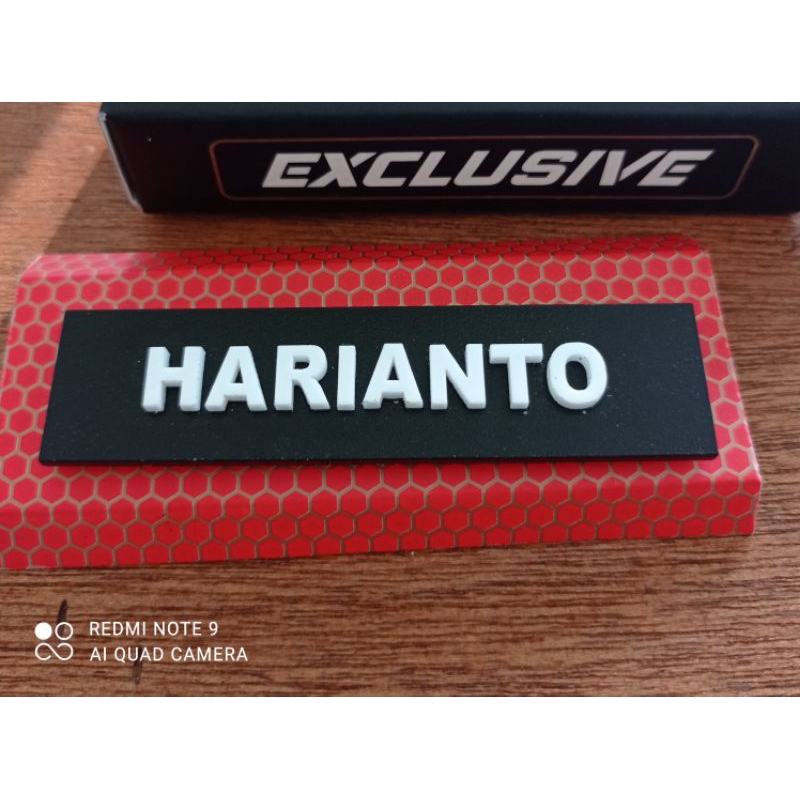 EXCLUSIVE
HARIANTO
REDMI NOTE 9
AI QUAD CAMERA